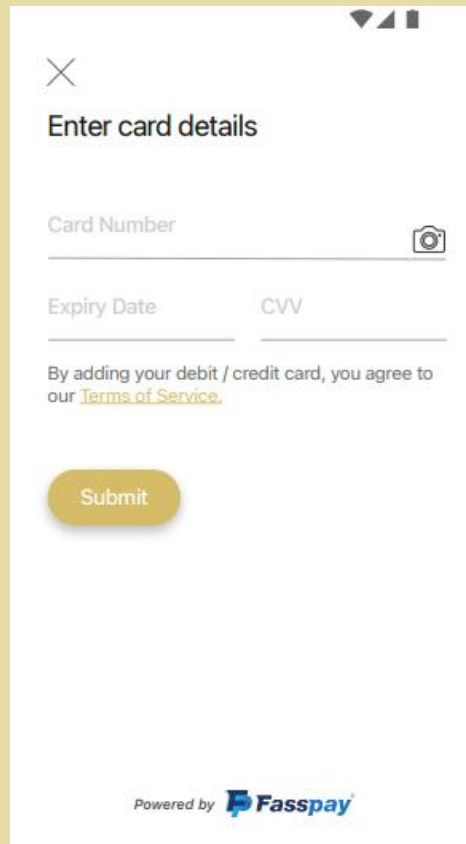 Enter card details
Card Number
Expiry Date CVV
By adding your debit / credit card, you agree to
our Terms of Service.
Submit
Powered by Fasspay